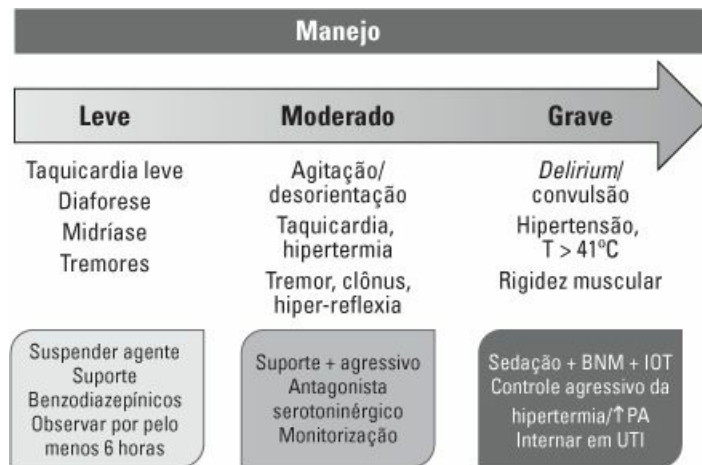 Manejo
Leve
Moderado
Grave
Taquicardia leve
Diaforese
Midríase
Tremores
Agitação/
desorientação
Taquicardia,
hipertermia
Tremor, clônus,
hiper-reflexia
Delirium/
convulsão
Hipertensão,
T > 41ºC
Rigidez muscular
Suspender agente
Suporte
Benzodiazepínicos
Observar por pelo
menos 6 horas
Suporte + agressivo
Antagonista
serotoninérgico
Monitorização
Sedação + BNM + IOT
Controle agressivo da
hipertermia/↑PA
Internar em UTI